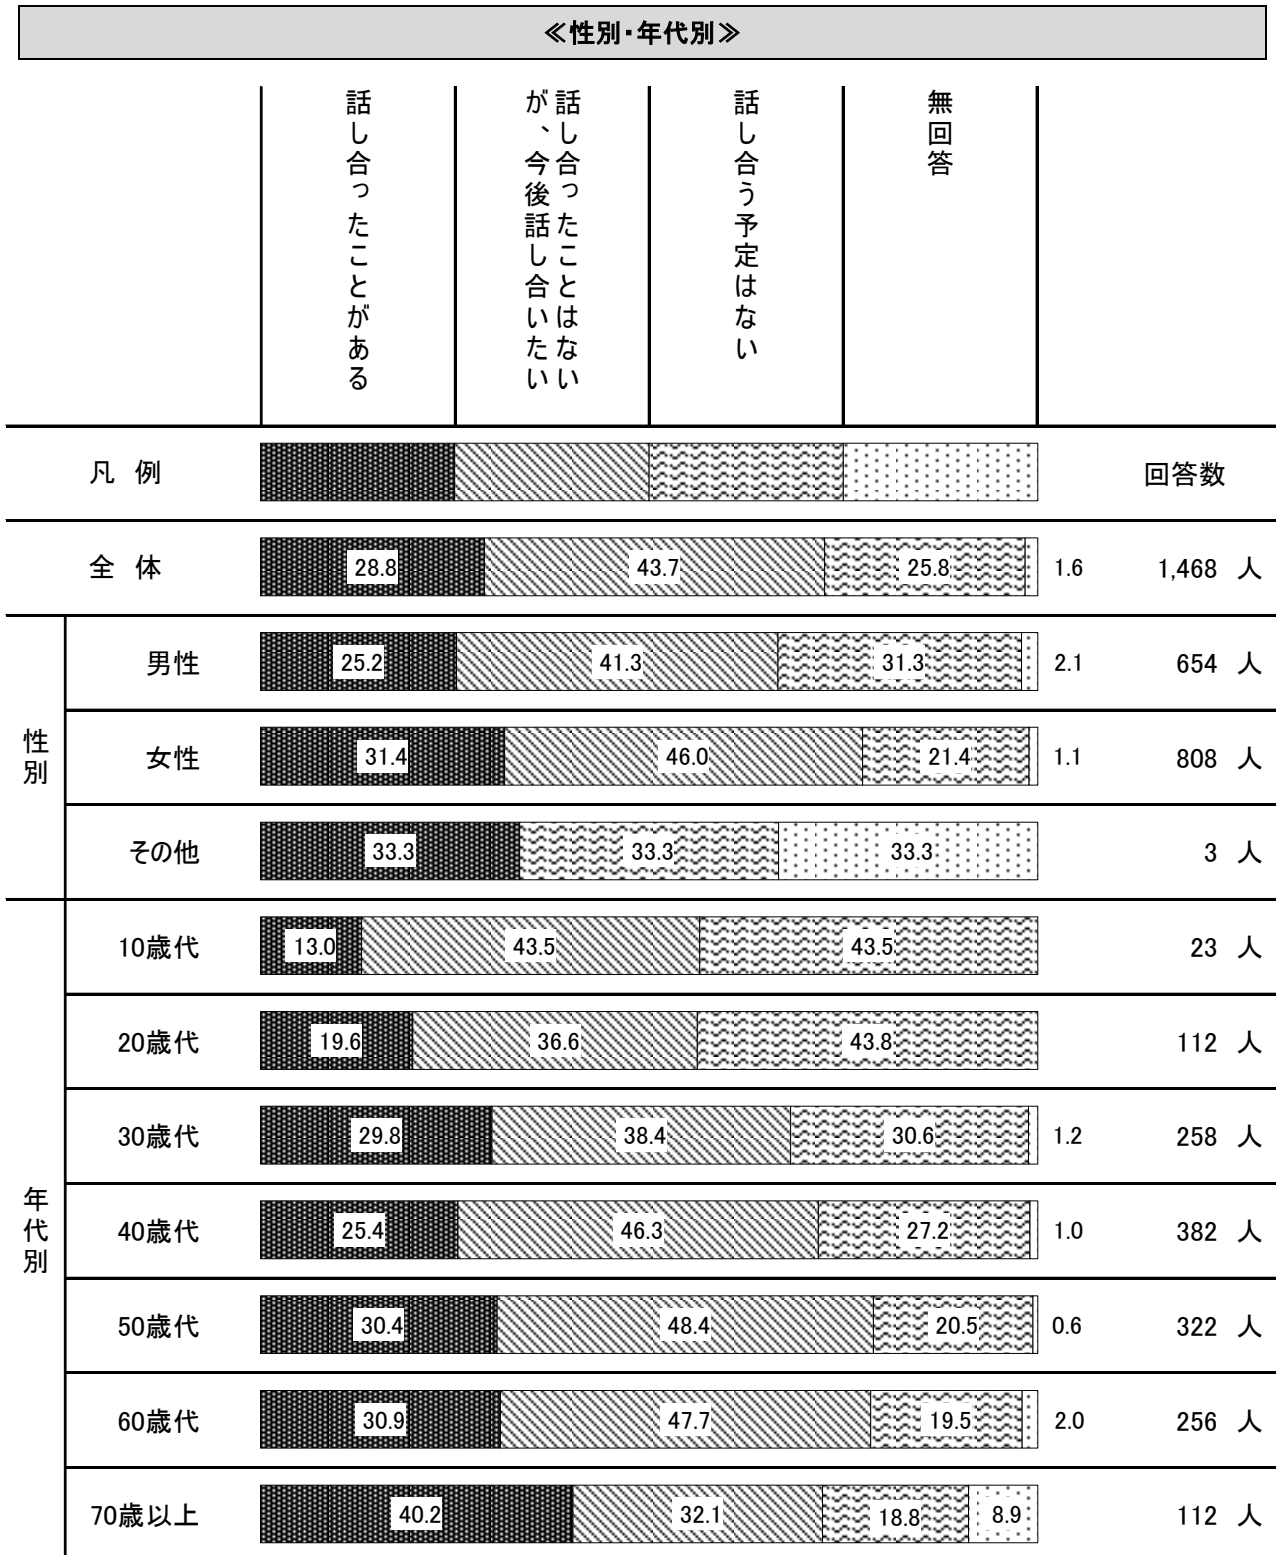 ≪性別・年代別≫
話し合ったことがある
話し合ったことはない
が、今後話し合いたい
話し合う予定はない
無回答
凡 例 回答数
全 体 28.8 43.7 25.8 1.6 1,468 人
性別
男性 25.2 41.3 31.3 2.1 654 人
女性 31.4 46.0 21.4 1.1 808 人
その他 33.3 33.3 33.3 3 人
年代別
10歳代 13.0 43.5 43.5 23 人
20歳代 19.6 36.6 43.8 112 人
30歳代 29.8 38.4 30.6 1.2 258 人
40歳代 25.4 46.3 27.2 1.0 382 人
50歳代 30.4 48.4 20.5 0.6 322 人
60歳代 30.9 47.7 19.5 2.0 256 人
70歳以上 40.2 32.1 18.8 8.9 112 人